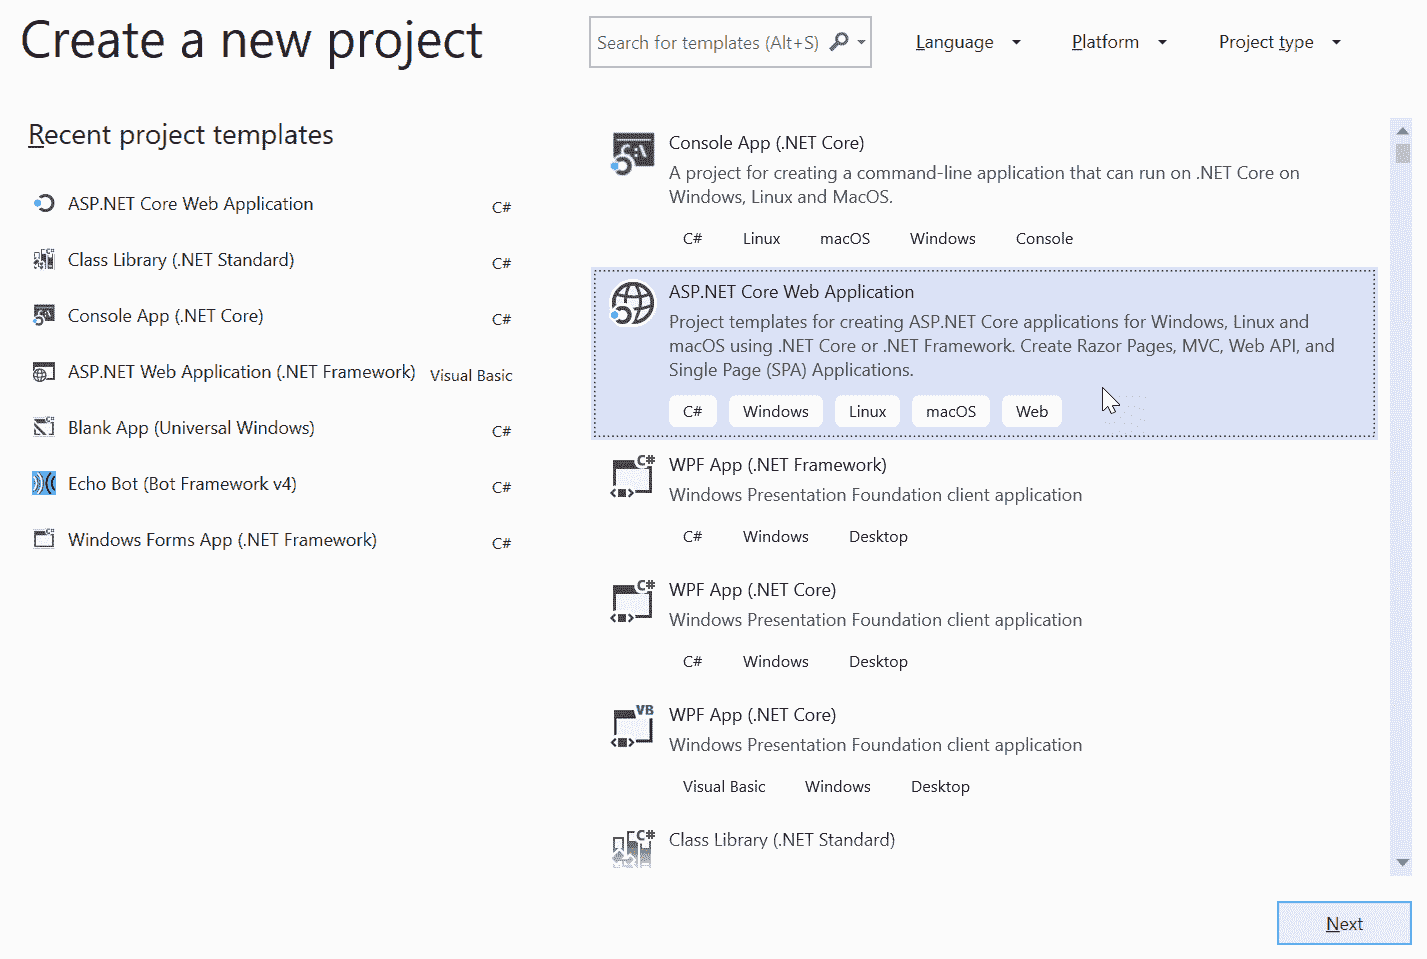 Create a new project
Search for templates (Alt+S)
Language
Platform
Project type
Recent project templates
ASP.NET Core Web Application C#
Class Library (.NET Standard) C#
Console App (.NET Core) C#
ASP.NET Web Application (.NET Framework) Visual Basic
Blank App (Universal Windows) C#
Echo Bot (Bot Framework v4) C#
Windows Forms App (.NET Framework) C#
Console App (.NET Core)
A project for creating a command-line application that can run on .NET Core on
Windows, Linux and MacOS.
C# Linux macOS Windows Console
ASP.NET Core Web Application
Project templates for creating ASP.NET Core applications for Windows, Linux and
macOS using .NET Core or .NET Framework. Create Razor Pages, MVC, Web API, and
Single Page (SPA) Applications.
C# Windows Linux macOS Web
C#
WPF App (.NET Framework)
Windows Presentation Foundation client application
C# Windows Desktop
C#
WPF App (.NET Core)
Windows Presentation Foundation client application
C# Windows Desktop
VB
WPF App (.NET Core)
Windows Presentation Foundation client application
Visual Basic Windows Desktop
C#
Class Library (.NET Standard)
Next